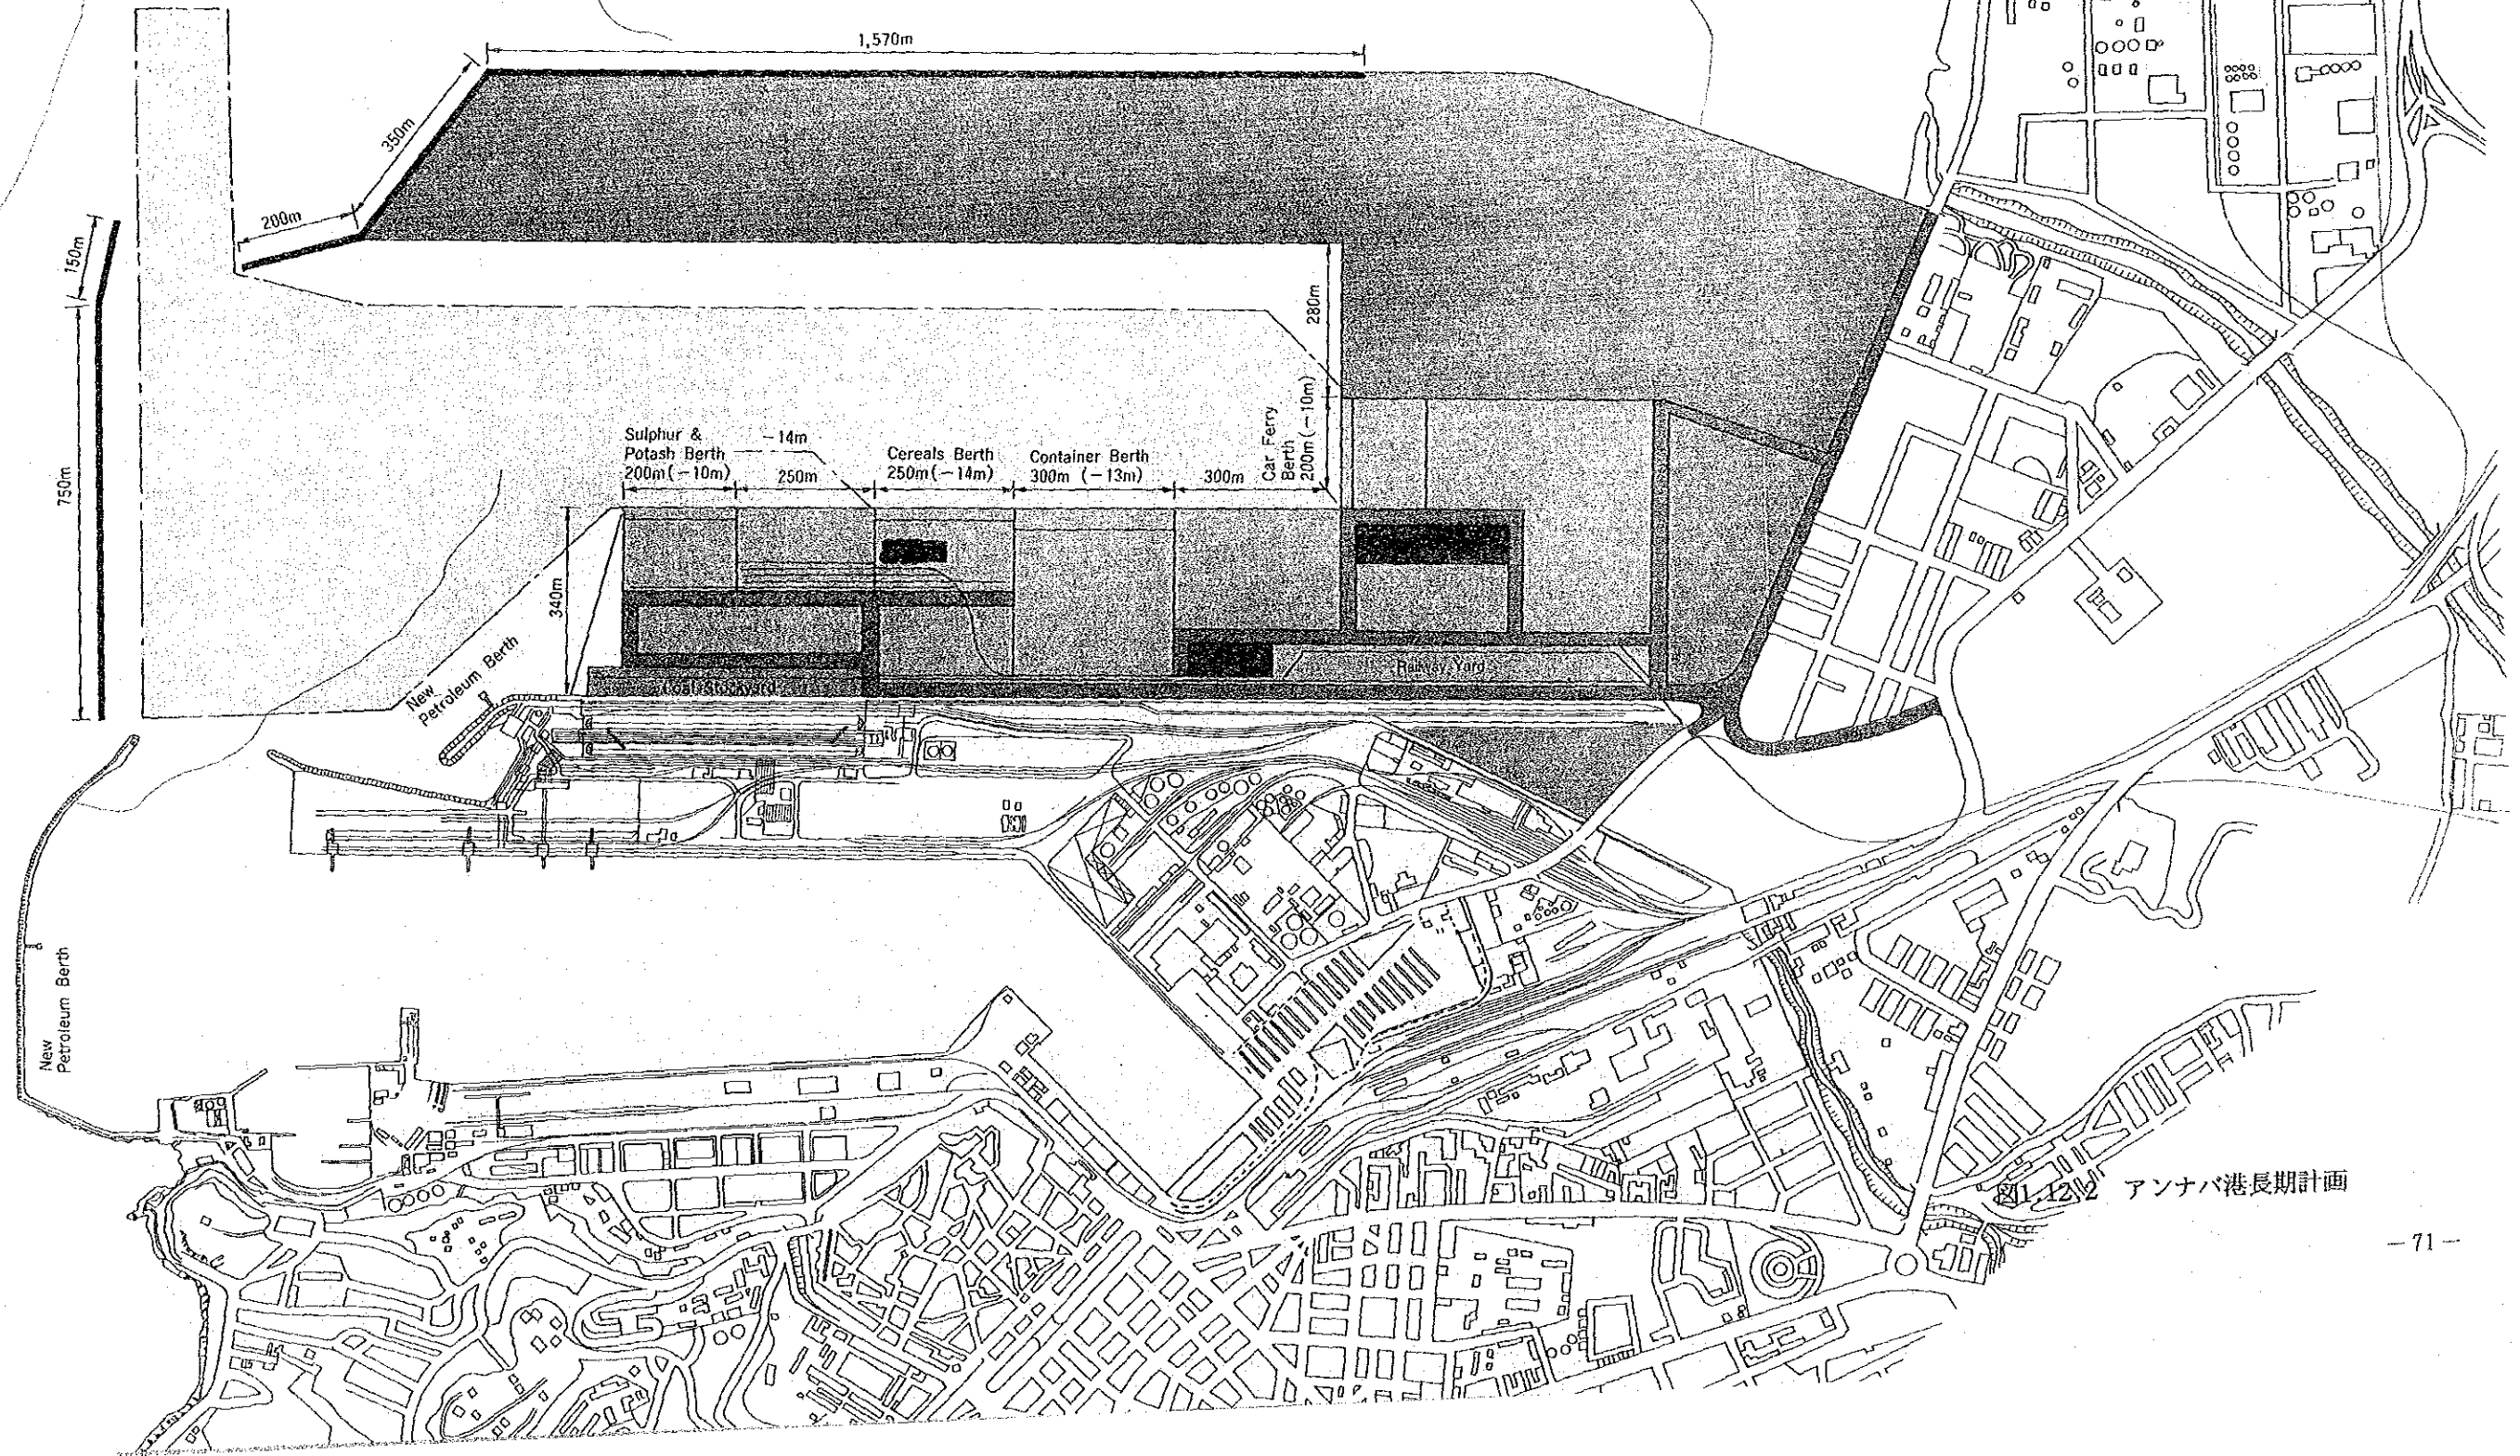 1,570m
350m
200m
150m
750m
280m
Car Ferry
Berth
200m(−10m)
Sulphur &
Potash Berth
200m(−10m)
−14m
250m
Cereals Berth
250m(−14m)
Container Berth
300m (−13m)
300m
340m
Railway Yard
Coal Stockyard
New
Petroleum Berth
New
Petroleum Berth
図1.12.2 アンナバ港長期計画
−71−